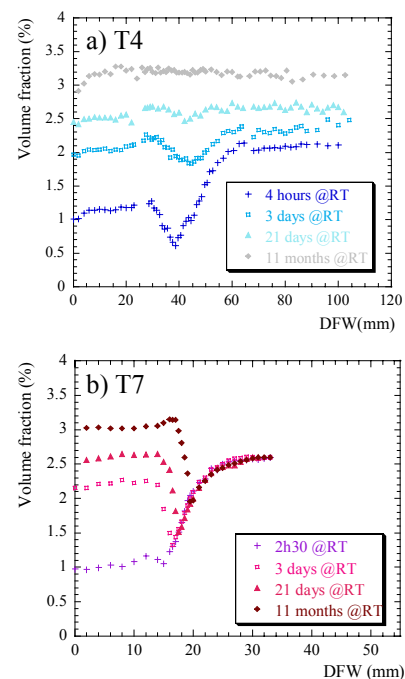 a) T4
Volume fraction (%)
4
3.5
3
2.5
2
1.5
1
0.5
0
4 hours @RT
3 days @RT
21 days @RT
11 months @RT
0 20 40 60 80 100 120
DFW(mm)
b) T7
Volume fraction (%)
4
3.5
3
2.5
2
1.5
1
0.5
0
2h30 @RT
3 days @RT
21 days @RT
11 months @RT
0 10 20 30 40 50
DFW (mm)